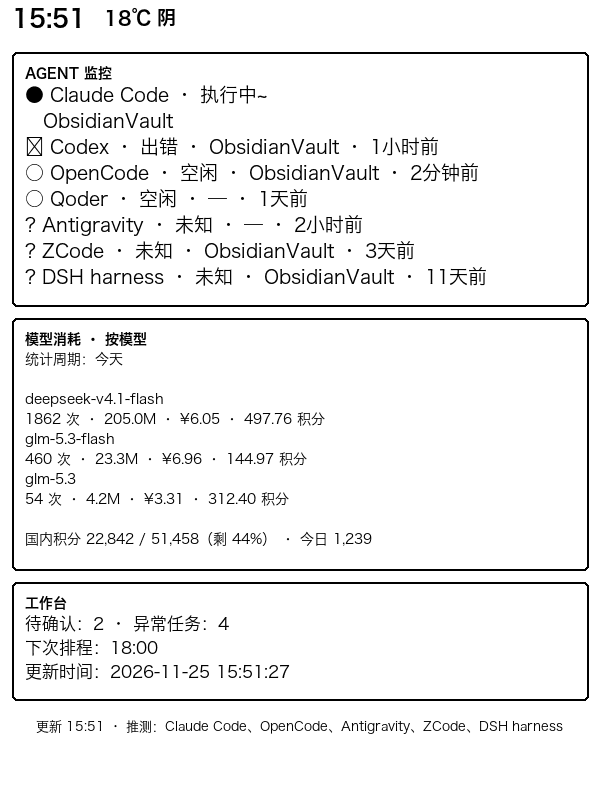 15:51 18℃ 阴
AGENT 监控
● Claude Code · 执行中~
ObsidianVault
☒ Codex · 出错 · ObsidianVault · 1小时前
○ OpenCode · 空闲 · ObsidianVault · 2分钟前
○ Qoder · 空闲 · — · 1天前
? Antigravity · 未知 · — · 2小时前
? ZCode · 未知 · ObsidianVault · 3天前
? DSH harness · 未知 · ObsidianVault · 11天前
模型消耗 · 按模型
统计周期：今天
deepseek-v4.1-flash
1862 次 · 205.0M · ¥6.05 · 497.76 积分
glm-5.3-flash
460 次 · 23.3M · ¥6.96 · 144.97 积分
glm-5.3
54 次 · 4.2M · ¥3.31 · 312.40 积分
国内积分 22,842 / 51,458（剩 44%） · 今日 1,239
工作台
待确认：2 · 异常任务：4
下次排程：18:00
更新时间：2026-11-25 15:51:27
更新 15:51 · 推测：Claude Code、OpenCode、Antigravity、ZCode、DSH harness